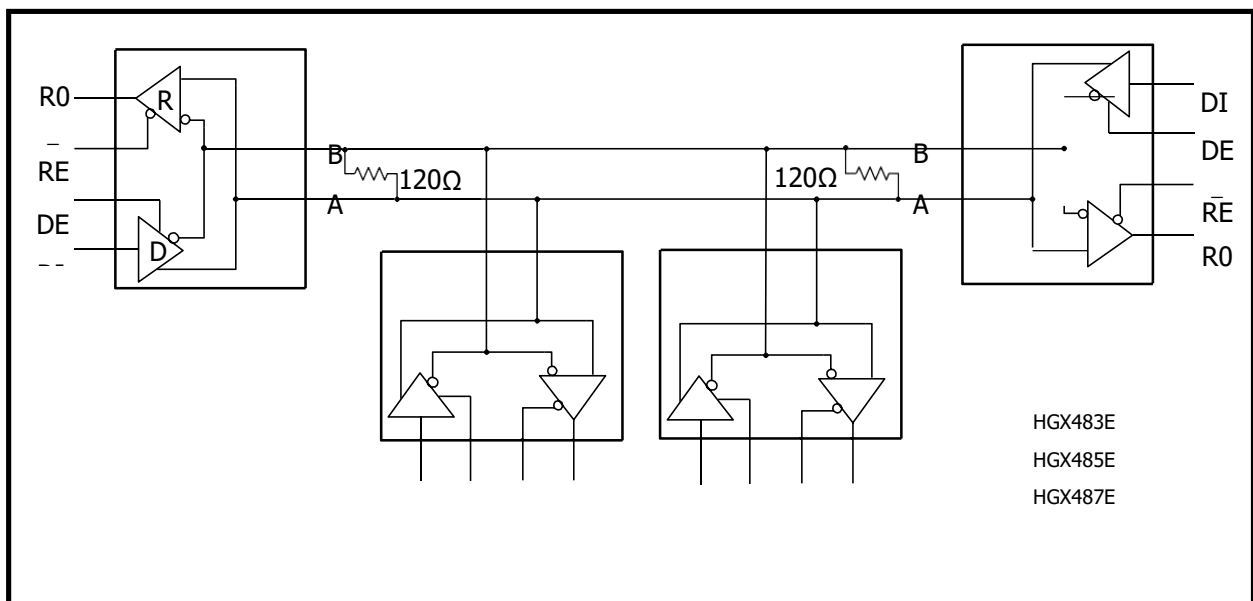 R0
R
RE
DE
D
B
120Ω
A
120Ω
B
A
DI
DE
RE
R0
HGX483E
HGX485E
HGX487E